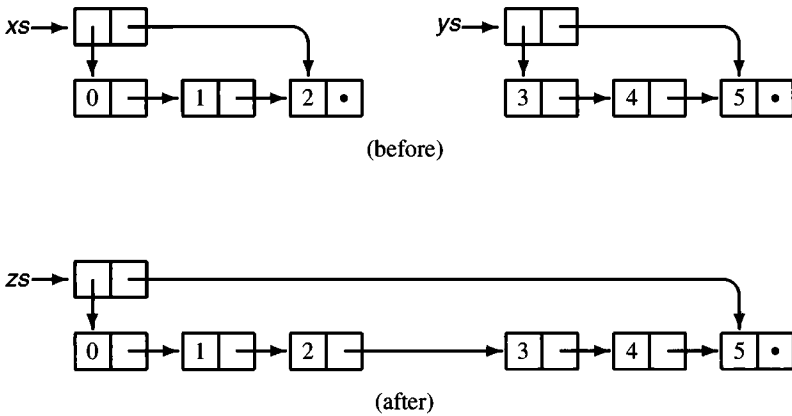 xs ys
0 1 2 • 3 4 5 •
(before)
zs
0 1 2 3 4 5 •
(after)